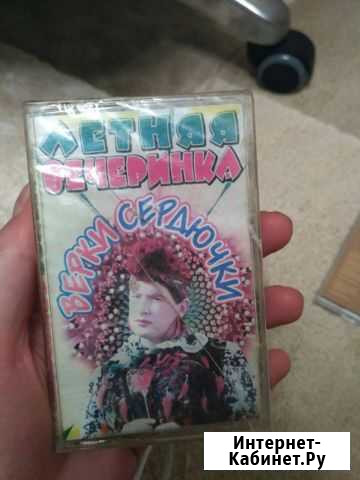 ЛЕТНАЯ
ВЕЧЕРИНКА
ВЕРКИ СЕРДЮЧКИ
Интернет-
Кабинет.Ру